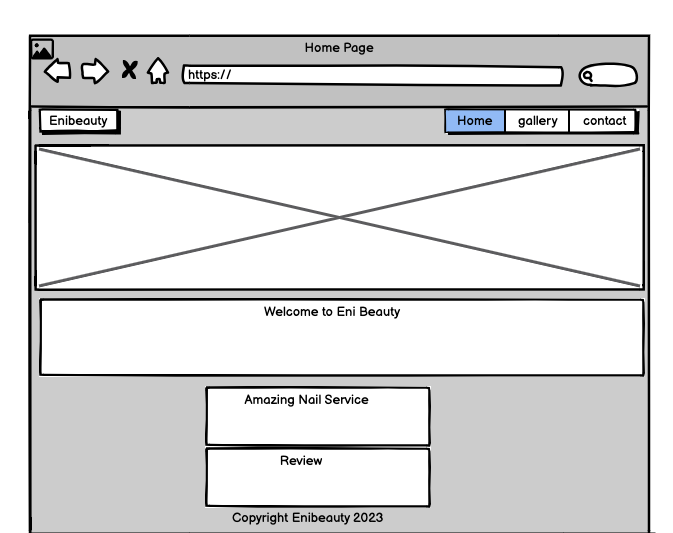 Home Page
https://
Enibeauty
Home
gallery
contact
Welcome to Eni Beauty
Amazing Nail Service
Review
Copyright Enibeauty 2023